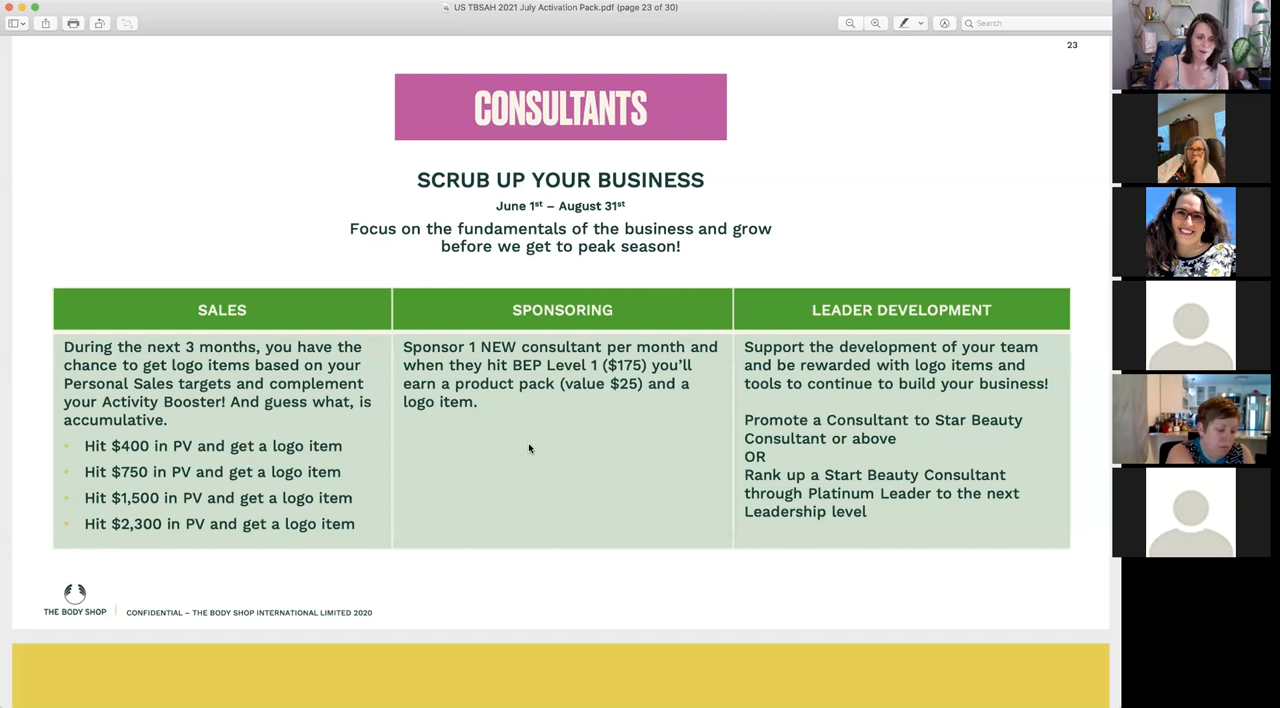 US TBSAH 2021 July Activation Pack.pdf (page 23 of 30)
Search
23
CONSULTANTS
SCRUB UP YOUR BUSINESS
June 1st – August 31st
Focus on the fundamentals of the business and grow
before we get to peak season!
SALES
During the next 3 months, you have the
chance to get logo items based on your
Personal Sales targets and complement
your Activity Booster! And guess what, is
accumulative.
• Hit $400 in PV and get a logo item
• Hit $750 in PV and get a logo item
• Hit $1,500 in PV and get a logo item
• Hit $2,300 in PV and get a logo item
SPONSORING
Sponsor 1 NEW consultant per month and
when they hit BEP Level 1 ($175) you’ll
earn a product pack (value $25) and a
logo item.
LEADER DEVELOPMENT
Support the development of your team
and be rewarded with logo items and
tools to continue to build your business!
Promote a Consultant to Star Beauty
Consultant or above
OR
Rank up a Start Beauty Consultant
through Platinum Leader to the next
Leadership level
THE BODY SHOP
CONFIDENTIAL – THE BODY SHOP INTERNATIONAL LIMITED 2020